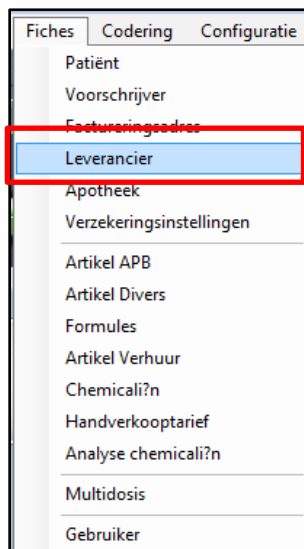 Fiches Codering Configuratie
Patiënt
Voorschrijver
Factureringsadres
Leverancier
Apotheek
Verzekeringsinstellingen
Artikel APB
Artikel Divers
Formules
Artikel Verhuur
Chemicali?n
Handverkooptarief
Analyse chemicali?n
Multidosis
Gebruiker